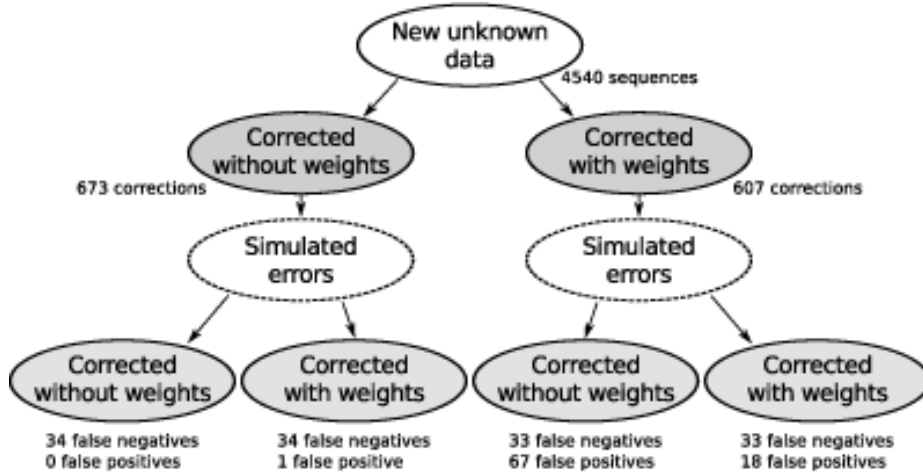 New unknown
data
4540 sequences
Corrected
without weights
Corrected
with weights
673 corrections
607 corrections
Simulated
errors
Simulated
errors
Corrected
without weights
Corrected
with weights
Corrected
without weights
Corrected
with weights
34 false negatives
0 false positives
34 false negatives
1 false positive
33 false negatives
67 false positives
33 false negatives
18 false positives